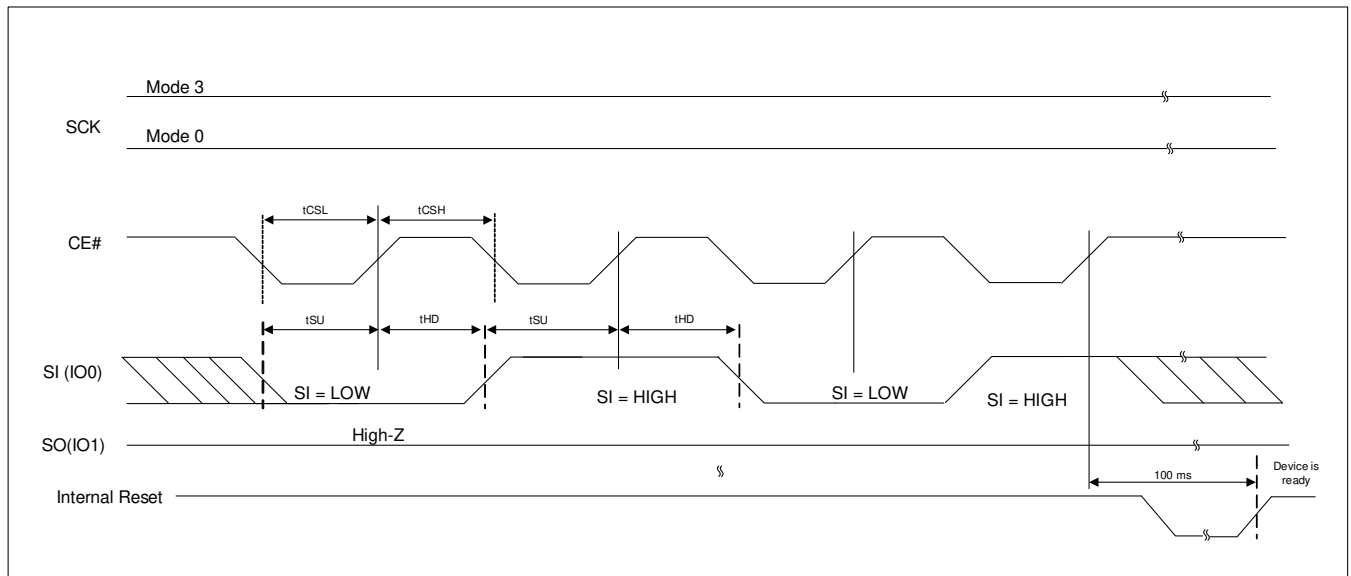 Mode 3
SCK
Mode 0
tCSL
tCSH
CE#
tSU
tHD
tSU
tHD
SI (IO0)
SI = LOW
SI = HIGH
SI = LOW
SI = HIGH
High-Z
SO(IO1)
100 ms
Device is
ready
Internal Reset